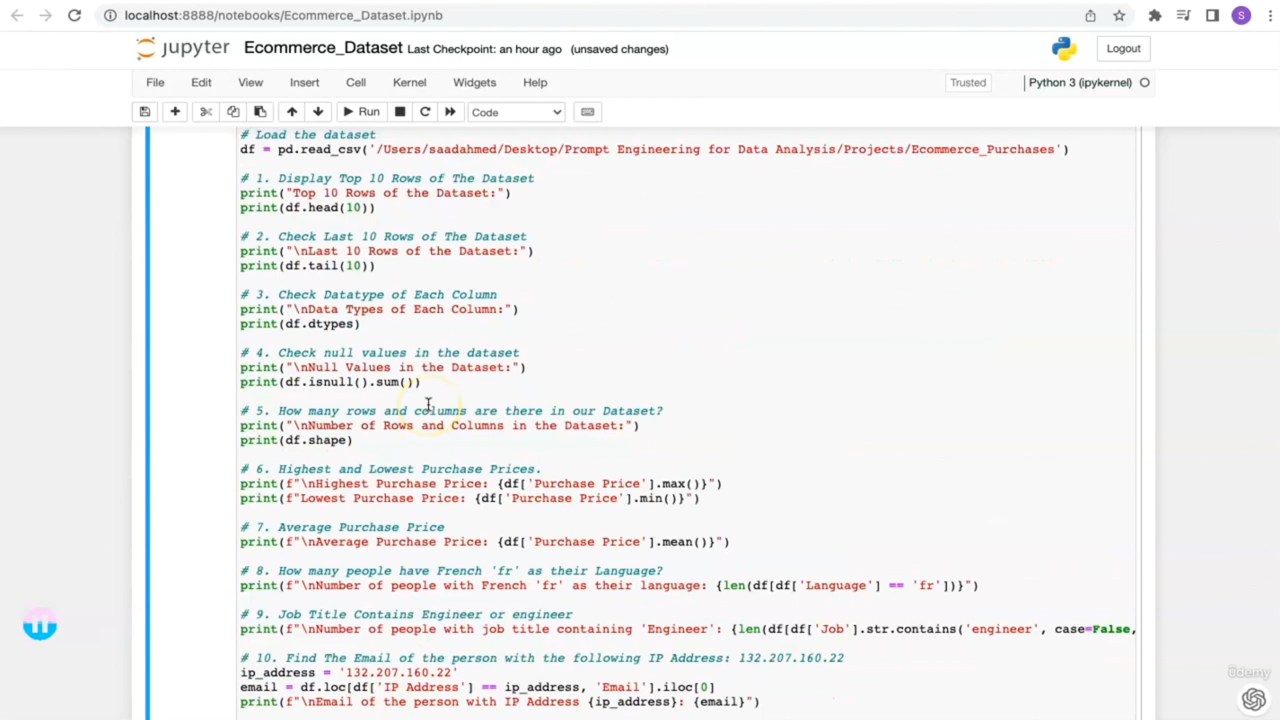 localhost:8888/notebooks/Ecommerce_Dataset.ipynb
S
jupyter Ecommerce_Dataset Last Checkpoint: an hour ago (unsaved changes)
Logout
File Edit View Insert Cell Kernel Widgets Help
Trusted
Python 3 (ipykernel)
Run
Code
# Load the dataset
df = pd.read_csv('/Users/saadahmed/Desktop/Prompt Engineering for Data Analysis/Projects/Ecommerce_Purchases')
# 1. Display Top 10 Rows of The Dataset
print("Top 10 Rows of the Dataset:")
print(df.head(10))
# 2. Check Last 10 Rows of The Dataset
print("\nLast 10 Rows of the Dataset:")
print(df.tail(10))
# 3. Check Datatype of Each Column
print("\nData Types of Each Column:")
print(df.dtypes)
# 4. Check null values in the dataset
print("\nNull Values in the Dataset:")
print(df.isnull().sum())
# 5. How many rows and columns are there in our Dataset?
print("\nNumber of Rows and Columns in the Dataset:")
print(df.shape)
# 6. Highest and Lowest Purchase Prices.
print(f"\nHighest Purchase Price: {df['Purchase Price'].max()}")
print(f"Lowest Purchase Price: {df['Purchase Price'].min()}")
# 7. Average Purchase Price
print(f"\nAverage Purchase Price: {df['Purchase Price'].mean()}")
# 8. How many people have French 'fr' as their Language?
print(f"\nNumber of people with French 'fr' as their language: {len(df[df['Language'] == 'fr'])}")
# 9. Job Title Contains Engineer or engineer
print(f"\nNumber of people with job title containing 'Engineer': {len(df[df['Job'].str.contains('engineer', case=False,
# 10. Find The Email of the person with the following IP Address: 132.207.160.22
ip_address = '132.207.160.22'
email = df.loc[df['IP Address'] == ip_address, 'Email'].iloc[0]
print(f"\nEmail of the person with IP Address {ip_address}: {email}")
ûdemy